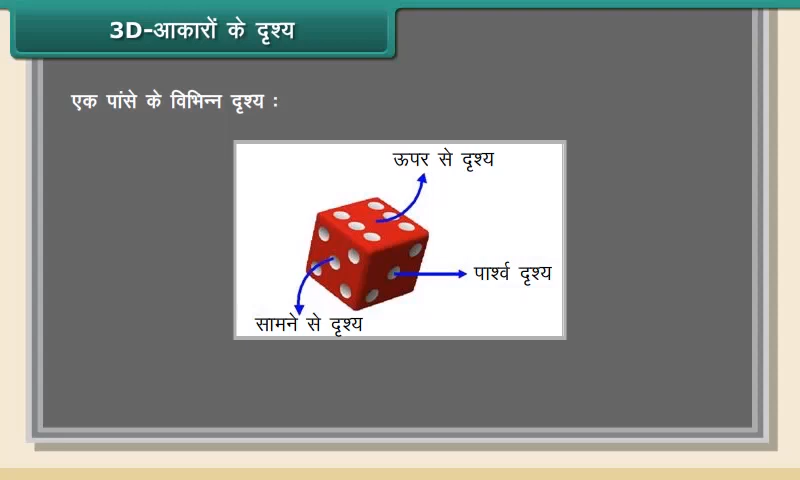 3D-आकारों के दृश्य
एक पांसे के विभिन्न दृश्य :
ऊपर से दृश्य
पार्श्व दृश्य
सामने से दृश्य